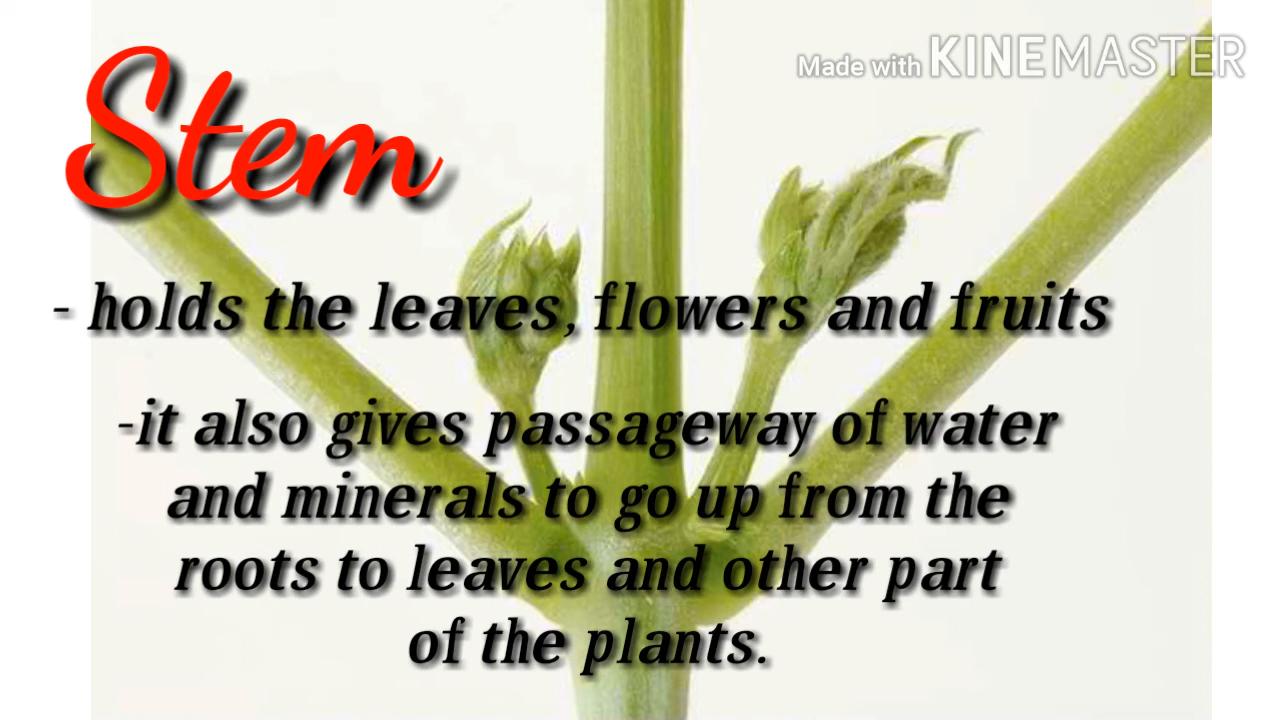 Made with KINEMASTER
Stem
- holds the leaves, flowers and fruits
-it also gives passageway of water
and minerals to go up from the
roots to leaves and other part
of the plants.